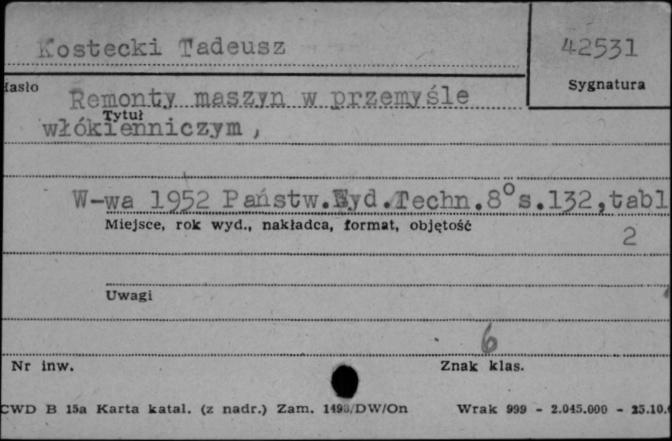 Kostecki Tadeusz
42531
Hasło
Sygnatura
Remonty maszyn w przemyśle
Tytuł
włókienniczym,
W-wa 1952 Państw.Wyd.Techn.8° s.132,tabl
Miejsce, rok wyd., nakładca, format, objętość
2
Uwagi
6
Nr inw.
Znak klas.
CWD B 15a Karta katal. (z nadr.) Zam. 1498/DW/On Wrak 999 - 2.045.000 - 25.10.